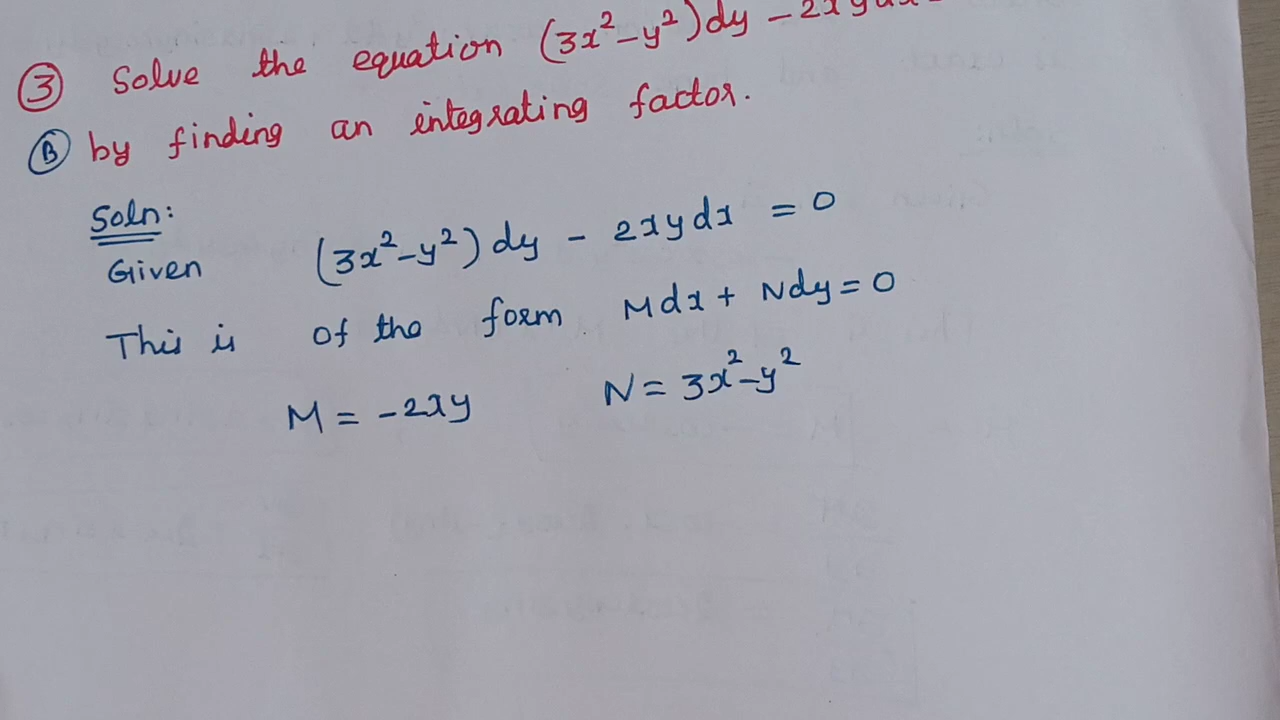 ③ Solve the equation (3x²-y²)dy - 2xydx
Ⓑ by finding an integrating factor.
Soln:
Given (3x²-y²) dy - 2xydx = 0
This is of the form Mdx + Ndy = 0
M = -2xy N = 3x²-y²